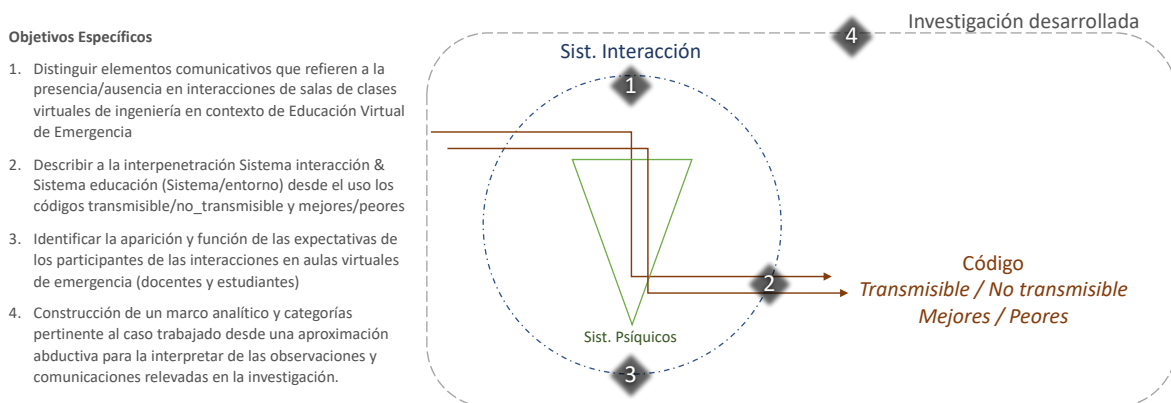 Objetivos Específicos
1. Distinguir elementos comunicativos que refieren a la
presencia/ausencia en interacciones de salas de clases
virtuales de ingeniería en contexto de Educación Virtual
de Emergencia
2. Describir a la interpenetración Sistema interacción &
Sistema educación (Sistema/entorno) desde el uso los
códigos transmisible/no_transmisible y mejores/peores
3. Identificar la aparición y función de las expectativas de
los participantes de las interacciones en aulas virtuales
de emergencia (docentes y estudiantes)
4. Construcción de un marco analítico y categorías
pertinente al caso trabajado desde una aproximación
abductiva para la interpretar de las observaciones y
comunicaciones relevadas en la investigación.
Investigación desarrollada
4
Sist. Interacción
1
2
Código
Transmisible / No transmisible
Mejores / Peores
Sist. Psíquicos
3